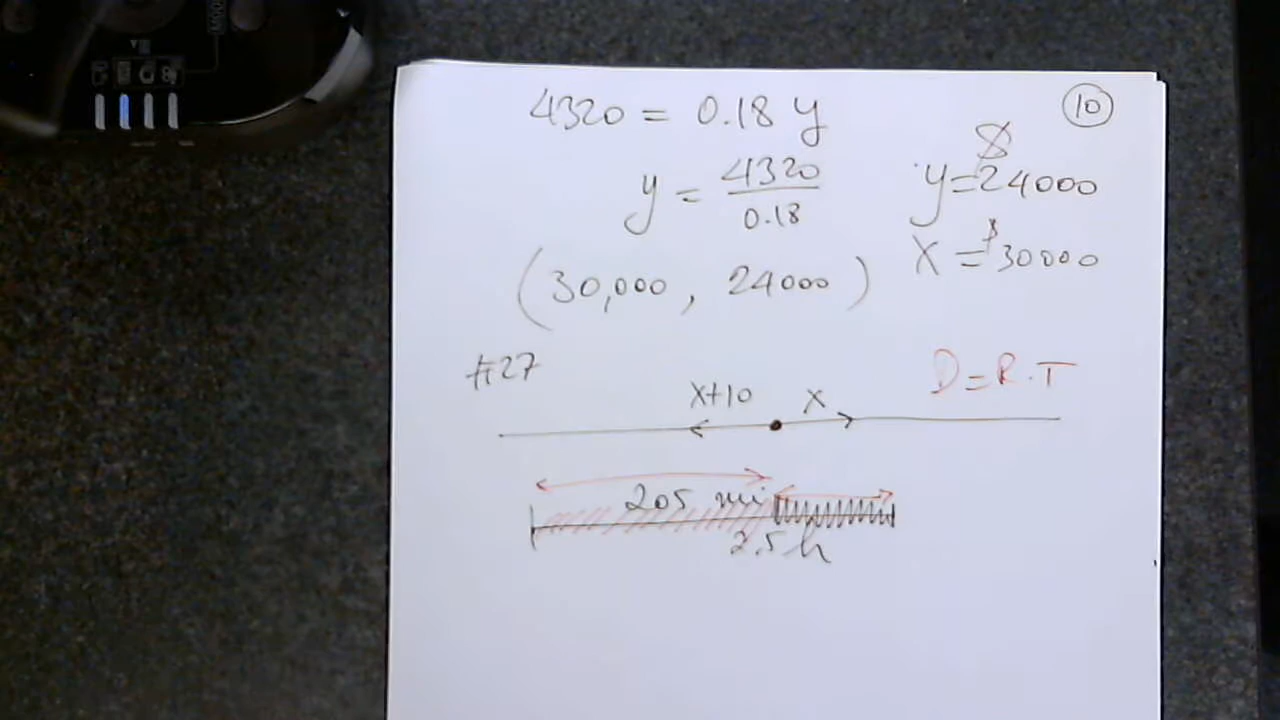 10
4320 = 0.18 y
y = 4320 / 0.18
$
y = 24000
x = $30000
(30,000, 24000)
#27
D = R·T
x+10 x
205 mi
2.5 h